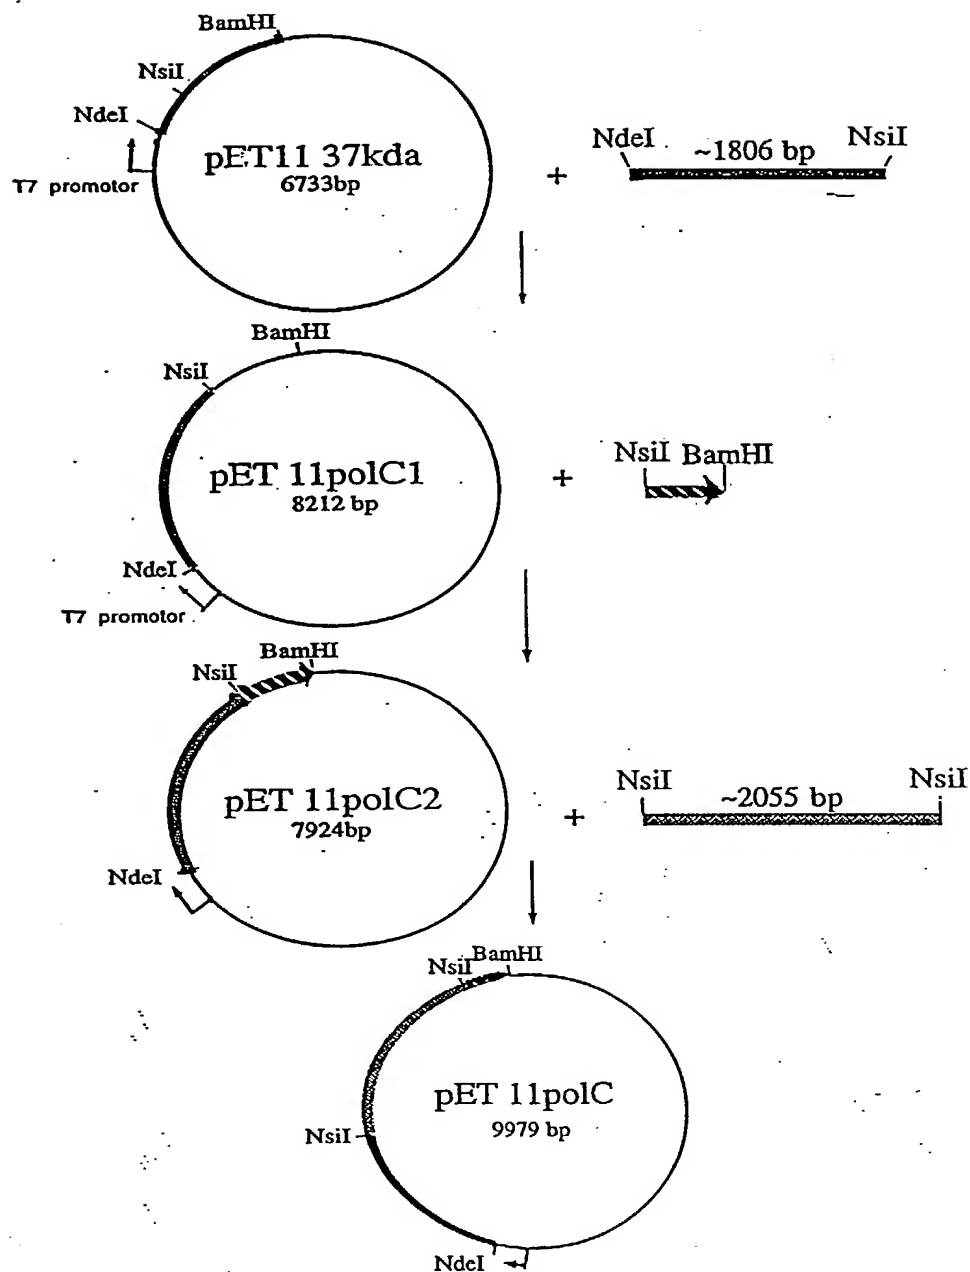 BamHI
NsiI
NdeI
T7 promotor
pET11 37kda
6733bp
+
NdeI
~1806 bp
NsiI
BamHI
NsiI
pET 11polC1
8212 bp
NdeI
T7 promotor
+
NsiI BamHI
BamHI
NsiI
pET 11polC2
7924bp
NdeI
+
NsiI
~2055 bp
NsiI
NsiI
BamHI
pET 11polC
9979 bp
NsiI
NdeI